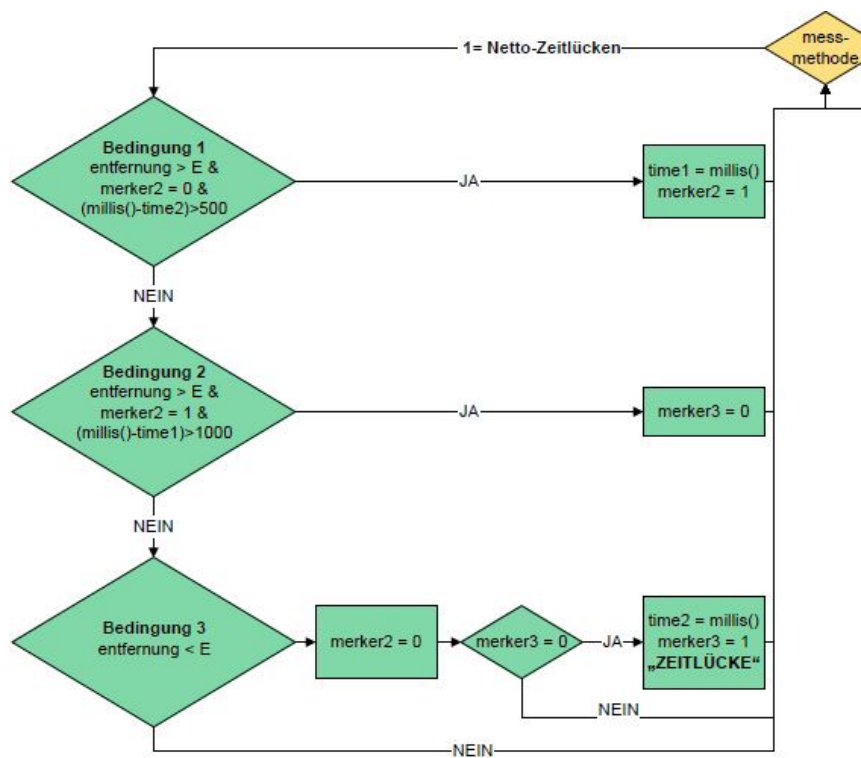 mess-
methode
1= Netto-Zeitlücken
Bedingung 1
entfernung > E &
merker2 = 0 &
(millis()-time2)>500
JA
time1 = millis()
merker2 = 1
NEIN
Bedingung 2
entfernung > E &
merker2 = 1 &
(millis()-time1)>1000
JA
merker3 = 0
NEIN
Bedingung 3
entfernung < E
merker2 = 0
merker3 = 0
JA
time2 = millis()
merker3 = 1
„ZEITLÜCKE“
NEIN
NEIN